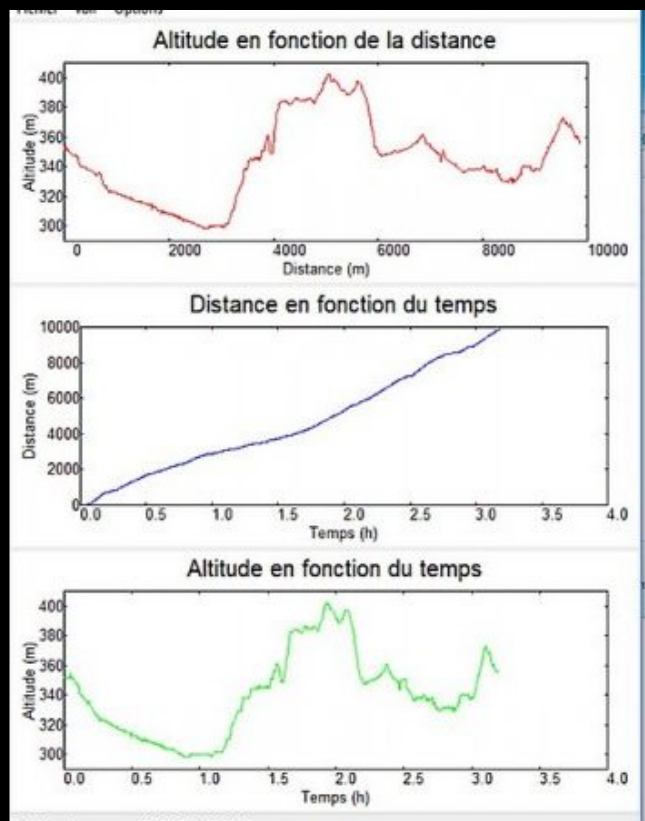 Altitude en fonction de la distance
Altitude (m)
400
380
360
340
320
300
0 2000 4000 6000 8000 10000
Distance (m)
Distance en fonction du temps
Distance (m)
10000
8000
6000
4000
2000
0
0.0 0.5 1.0 1.5 2.0 2.5 3.0 3.5 4.0
Temps (h)
Altitude en fonction du temps
Altitude (m)
400
380
360
340
320
300
0.0 0.5 1.0 1.5 2.0 2.5 3.0 3.5 4.0
Temps (h)